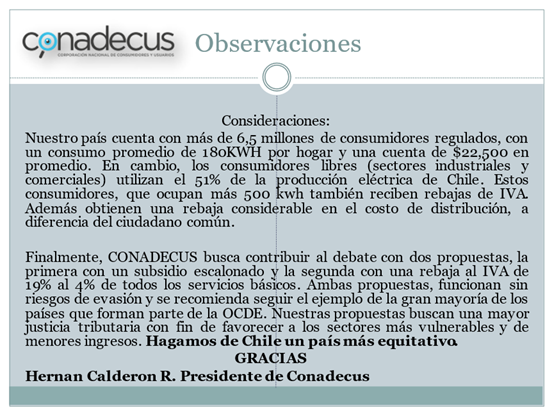 conadecus
CORPORACIÓN NACIONAL DE CONSUMIDORES Y USUARIOS
Observaciones
Consideraciones:
Nuestro país cuenta con más de 6,5 millones de consumidores regulados, con
un consumo promedio de 180KWH por hogar y una cuenta de $22,500 en
promedio. En cambio, los consumidores libres (sectores industriales y
comerciales) utilizan el 51% de la producción eléctrica de Chile. Estos
consumidores, que ocupan más 500 kwh también reciben rebajas de IVA.
Además obtienen una rebaja considerable en el costo de distribución, a
diferencia del ciudadano común.
Finalmente, CONADECUS busca contribuir al debate con dos propuestas, la
primera con un subsidio escalonado y la segunda con una rebaja al IVA de
19% al 4% de todos los servicios básicos. Ambas propuestas, funcionan sin
riesgos de evasión y se recomienda seguir el ejemplo de la gran mayoría de los
países que forman parte de la OCDE. Nuestras propuestas buscan una mayor
justicia tributaria con fin de favorecer a los sectores más vulnerables y de
menores ingresos. Hagamos de Chile un país más equitativo.
GRACIAS
Hernan Calderon R. Presidente de Conadecus